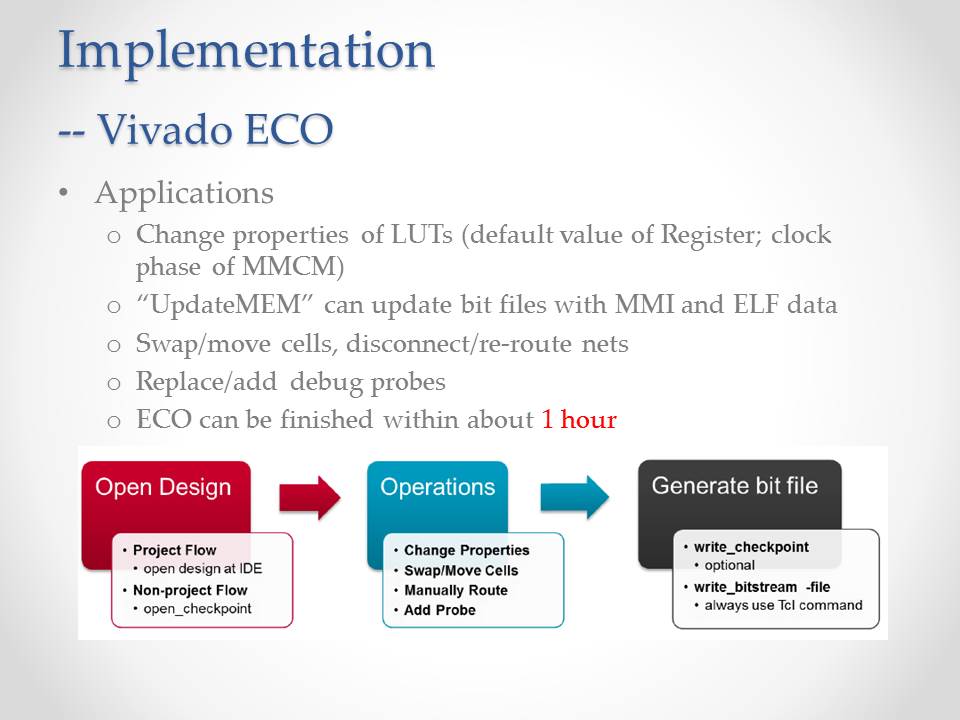 Implementation
-- Vivado ECO
• Applications
o Change properties of LUTs (default value of Register; clock
phase of MMCM)
o “UpdateMEM” can update bit files with MMI and ELF data
o Swap/move cells, disconnect/re-route nets
o Replace/add debug probes
o ECO can be finished within about 1 hour
Open Design
• Project Flow
• open design at IDE
• Non-project Flow
• open_checkpoint
Operations
• Change Properties
• Swap/Move Cells
• Manually Route
• Add Probe
Generate bit file
• write_checkpoint
• optional
• write_bitstream -file
• always use Tcl command